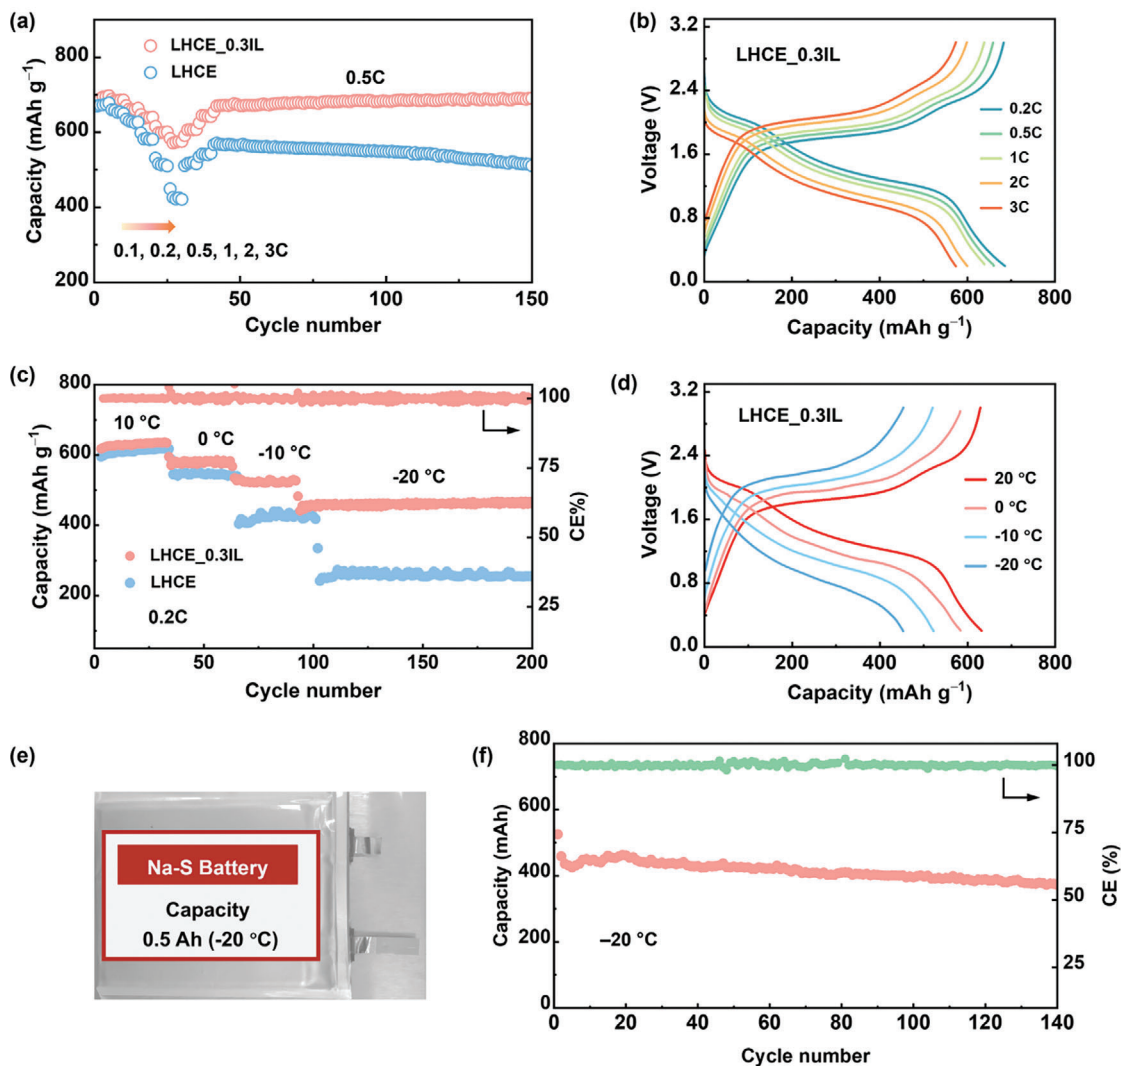 (a)
800
600
400
200
Capacity (mAh g⁻¹)
LHCE_0.3IL
LHCE
0.5C
0.1, 0.2, 0.5, 1, 2, 3C
0 50 100 150
Cycle number
(b)
3.2
2.4
1.6
0.8
0.0
Voltage (V)
LHCE_0.3IL
0.2C
0.5C
1C
2C
3C
0 200 400 600 800
Capacity (mAh g⁻¹)
(c)
800
600
400
200
Capacity (mAh g⁻¹)
10 °C
0 °C
-10 °C
-20 °C
LHCE_0.3IL
LHCE
0.2C
100
75
50
25
CE%)
0 50 100 150 200
Cycle number
(d)
3.2
2.4
1.6
0.8
0.0
Voltage (V)
LHCE_0.3IL
20 °C
0 °C
-10 °C
-20 °C
0 200 400 600 800
Capacity (mAh g⁻¹)
(e)
Na-S Battery
Capacity
0.5 Ah (-20 °C)
(f)
800
600
400
200
0
Capacity (mAh)
–20 °C
100
75
50
25
CE (%)
0 20 40 60 80 100 120 140
Cycle number